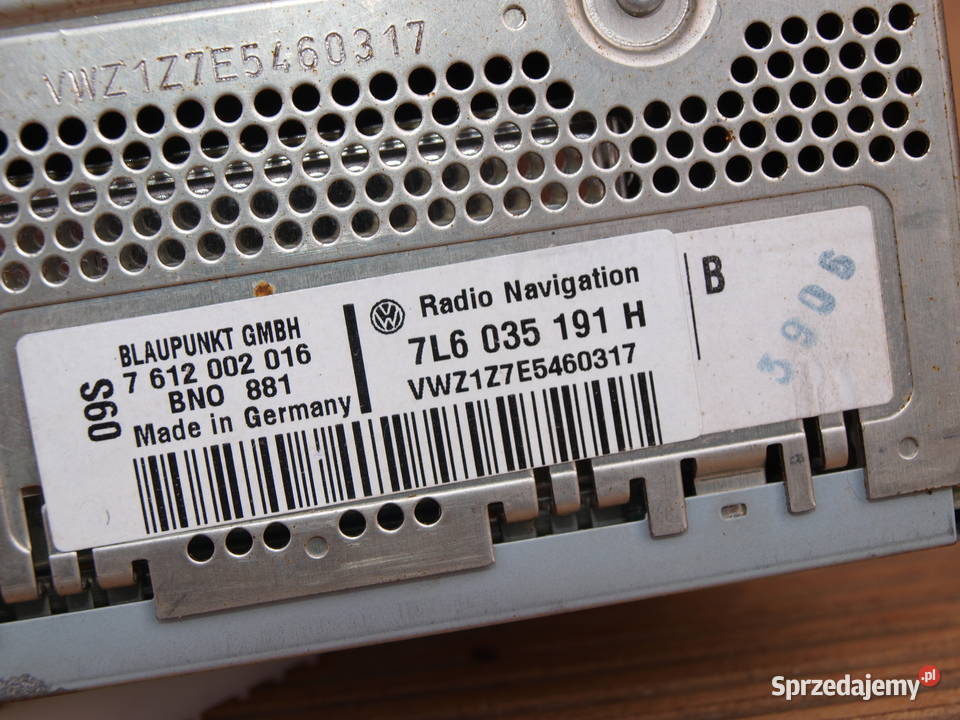 VWZ1Z7E5460317
BLAUPUNKT GMBH
7 612 002 016
BNO 881
Made in Germany
S60
Radio Navigation
7L6 035 191 H
VWZ1Z7E5460317
B
3906
Sprzedajemy.pl